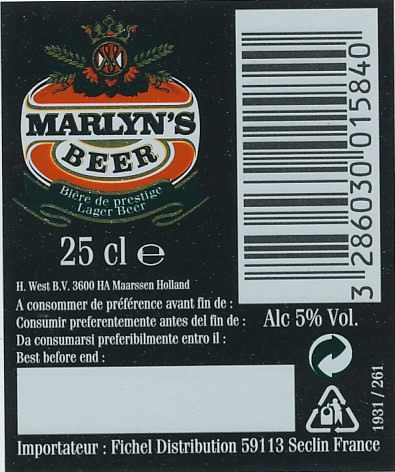 MARLYN'S
BEER
Bière de prestige
Lager Beer
25 cl e
H. West B.V. 3600 HA Maarssen Holland
A consommer de préférence avant fin de :
Consumir preferentemente antes del fin de :
Da consumarsi preferibilmente entro il :
Best before end :
Alc 5% Vol.
3 286030 015840
1931 / 261
Importateur : Fichel Distribution 59113 Seclin France